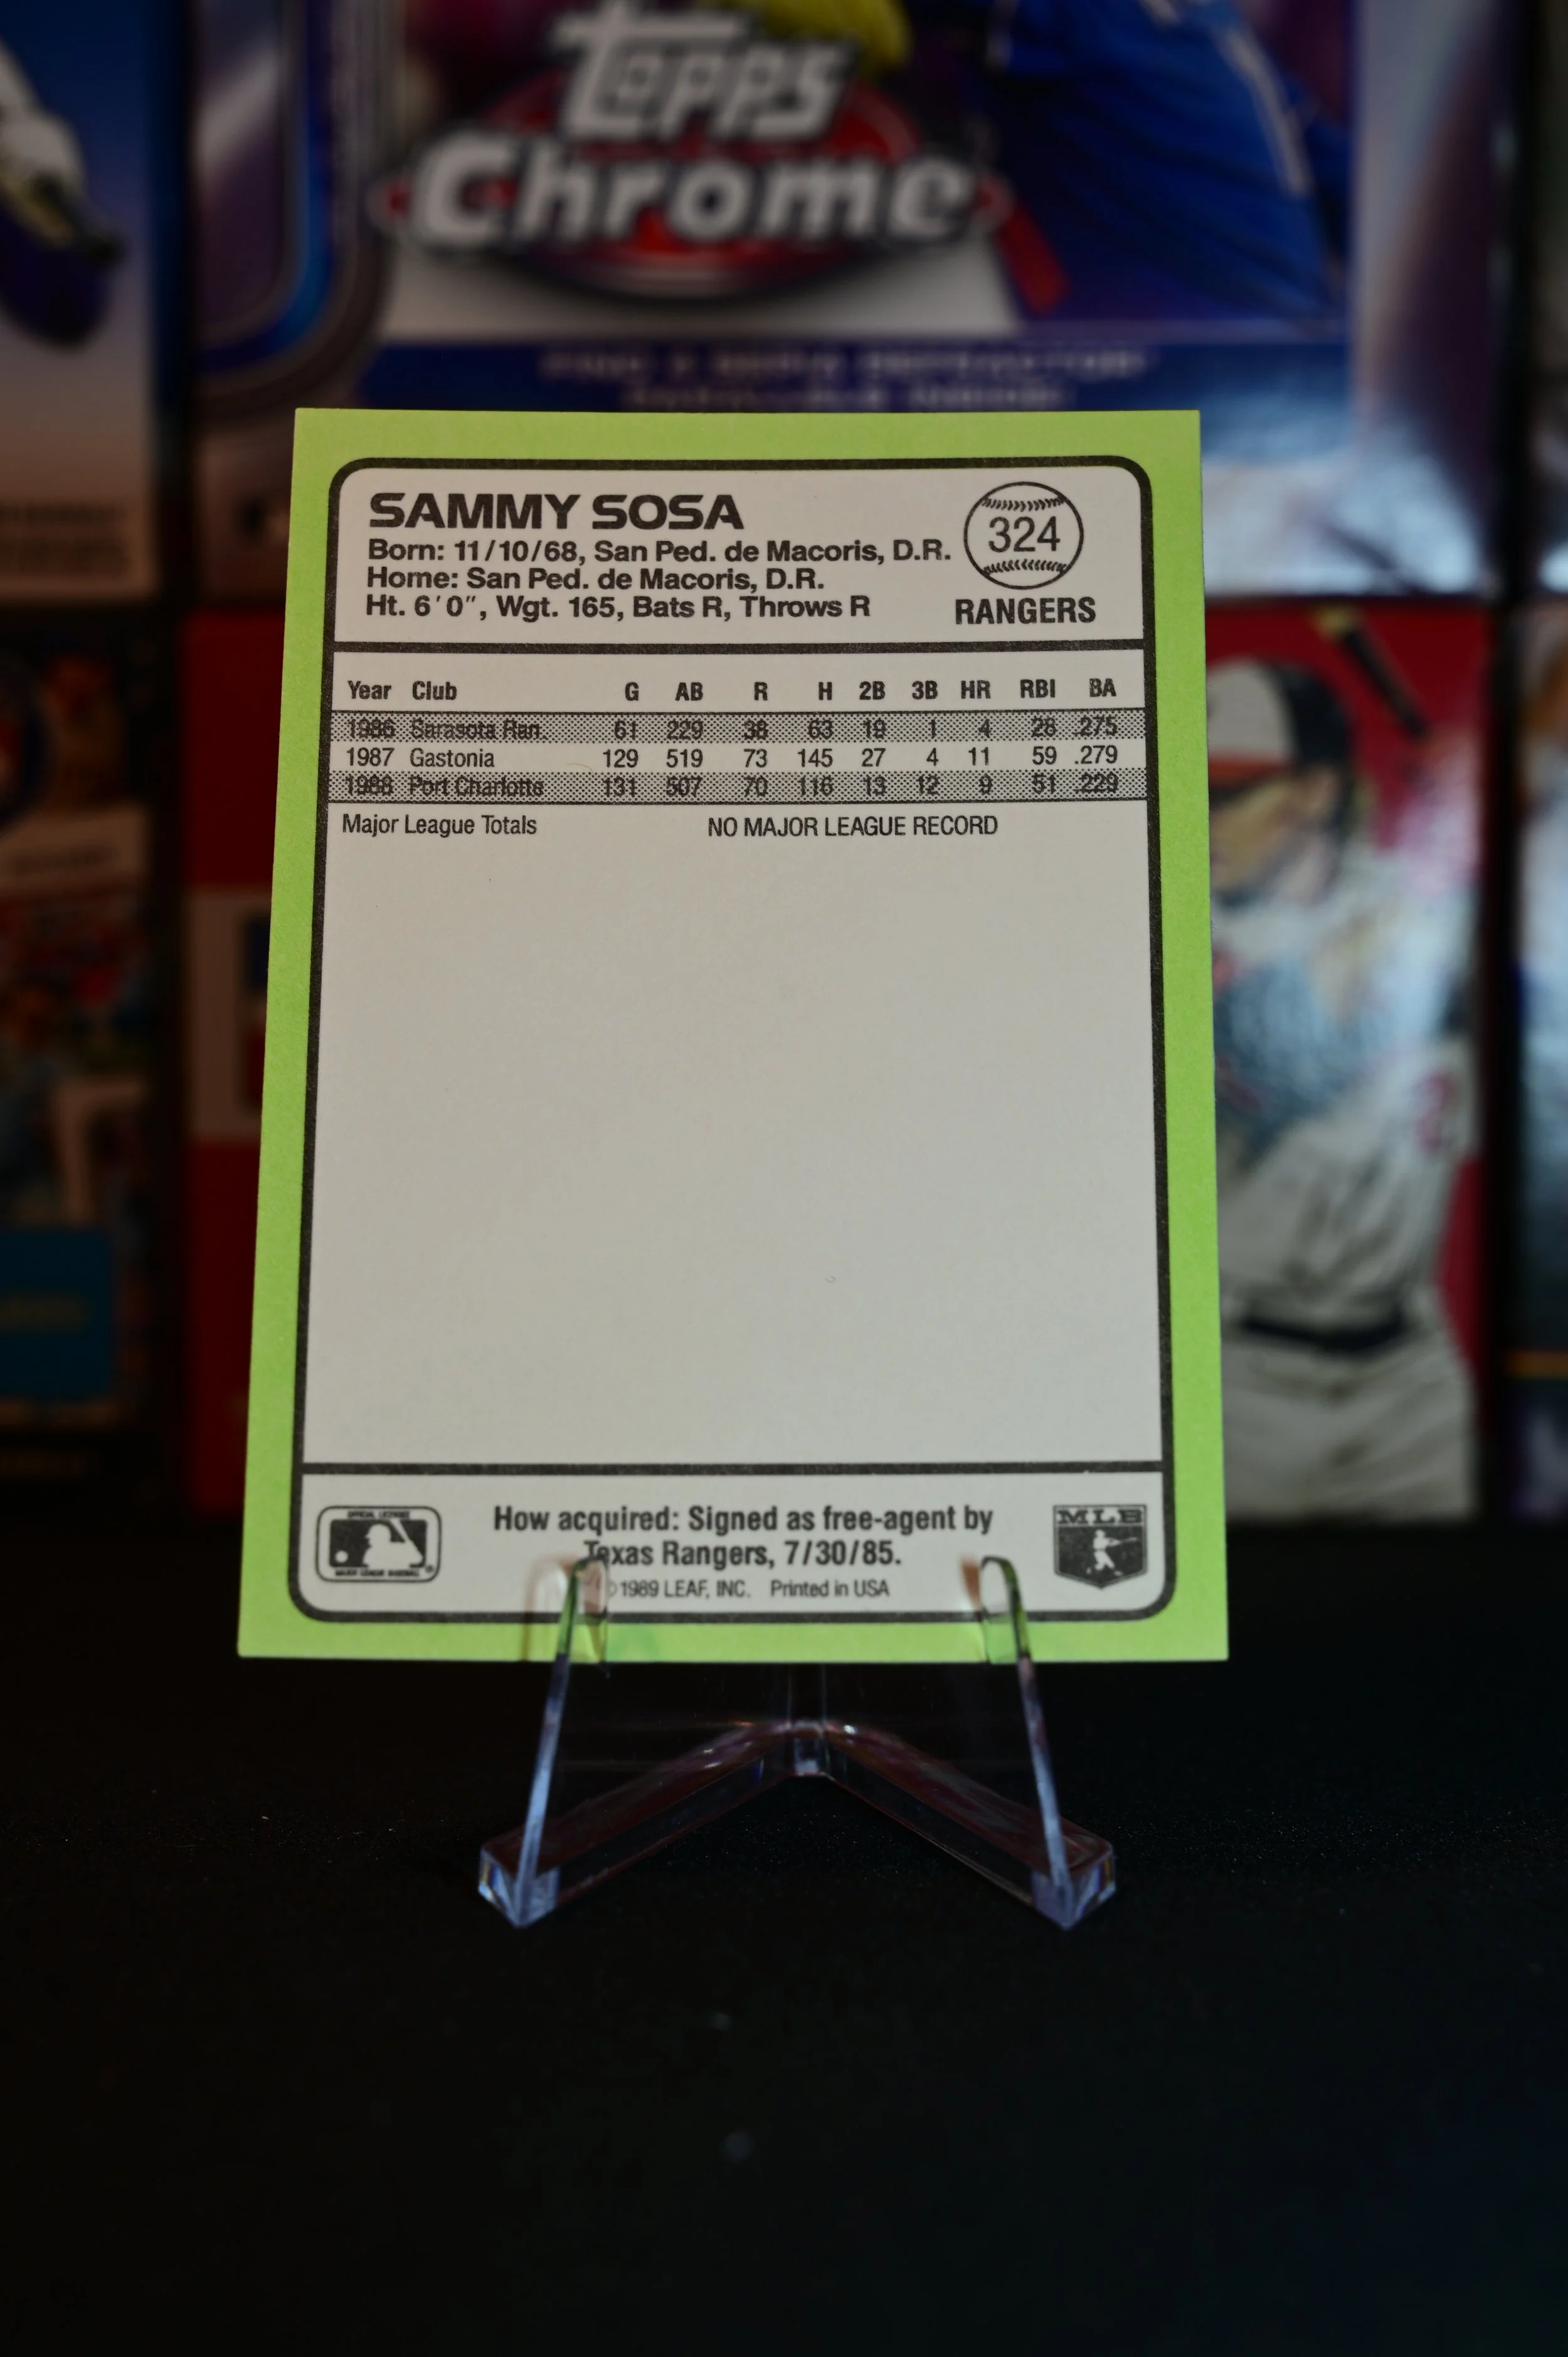 Topps
Chrome
SAMMY SOSA
Born: 11/10/68, San Ped. de Macoris, D.R.
Home: San Ped. de Macoris, D.R.
Ht. 6'0", Wgt. 165, Bats R, Throws R
324
RANGERS
Year Club G AB R H 2B 3B HR RBI BA
1986 Sarasota Ran. 61 229 38 63 19 1 4 28 .275
1987 Gastonia 129 519 73 145 27 4 11 59 .279
1988 Port Charlotte 131 507 70 116 13 12 9 51 .229
Major League Totals NO MAJOR LEAGUE RECORD
How acquired: Signed as free-agent by
Texas Rangers, 7/30/85.
©1989 LEAF, INC. Printed in USA
MAJOR LEAGUE BASEBALL
MLB